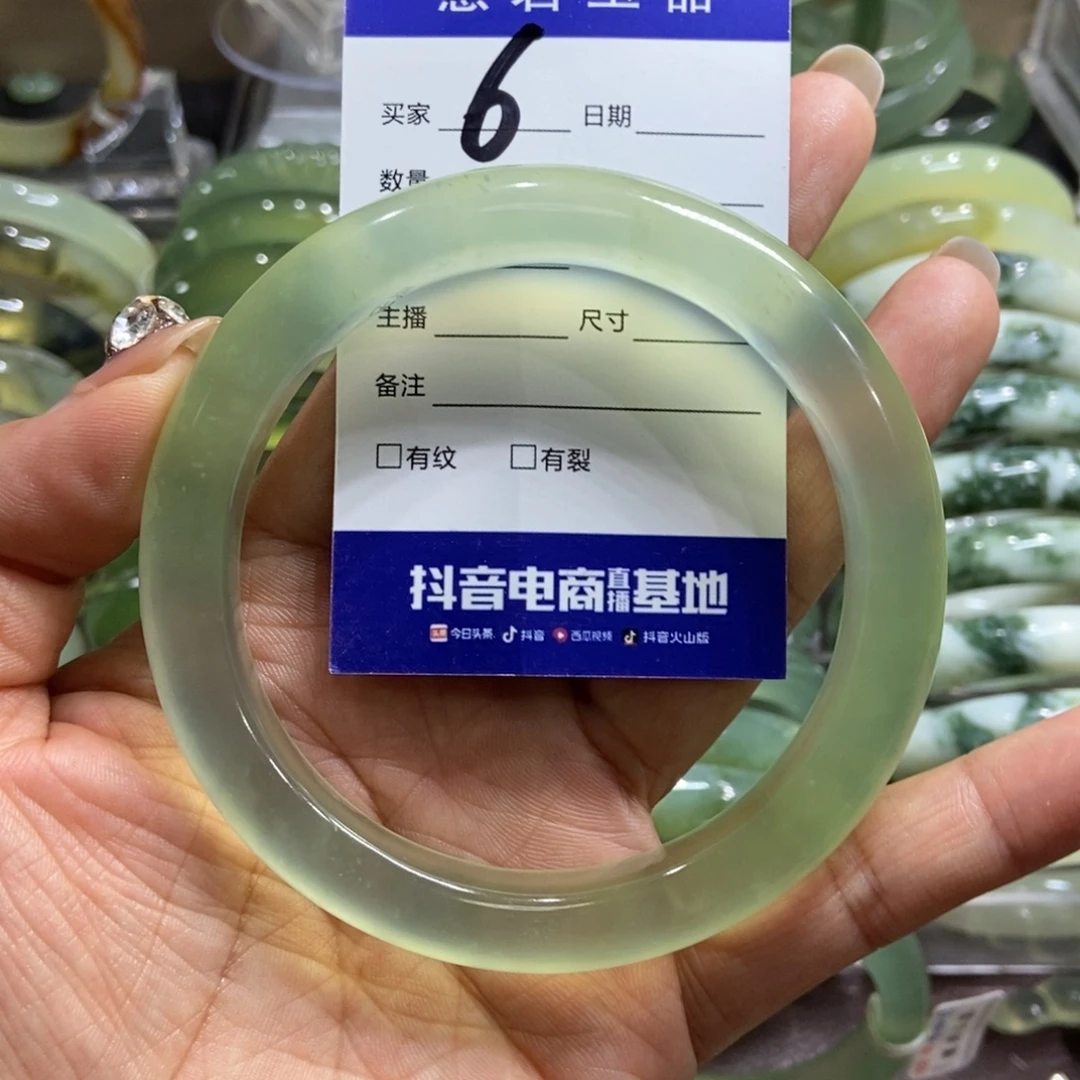 6
买家 日期
数量
主播 尺寸
备注
□有纹 □有裂
抖音电商直播基地
今日头条 抖音 西瓜视频 抖音火山版